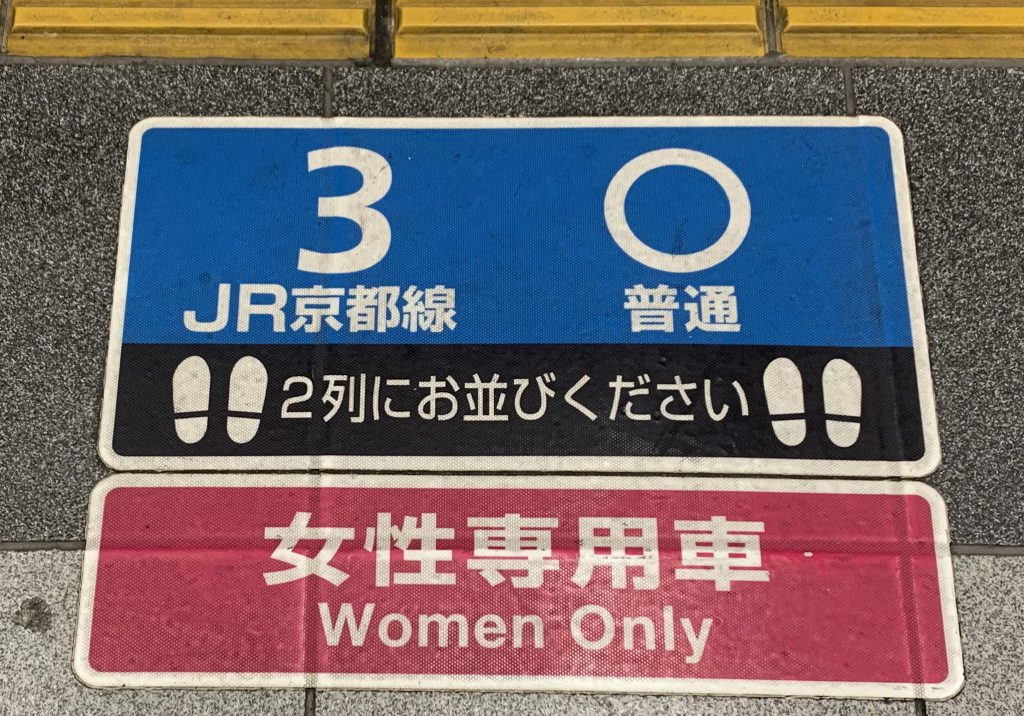 3 ○
JR京都線 普通
2列にお並びください
女性専用車
Women Only